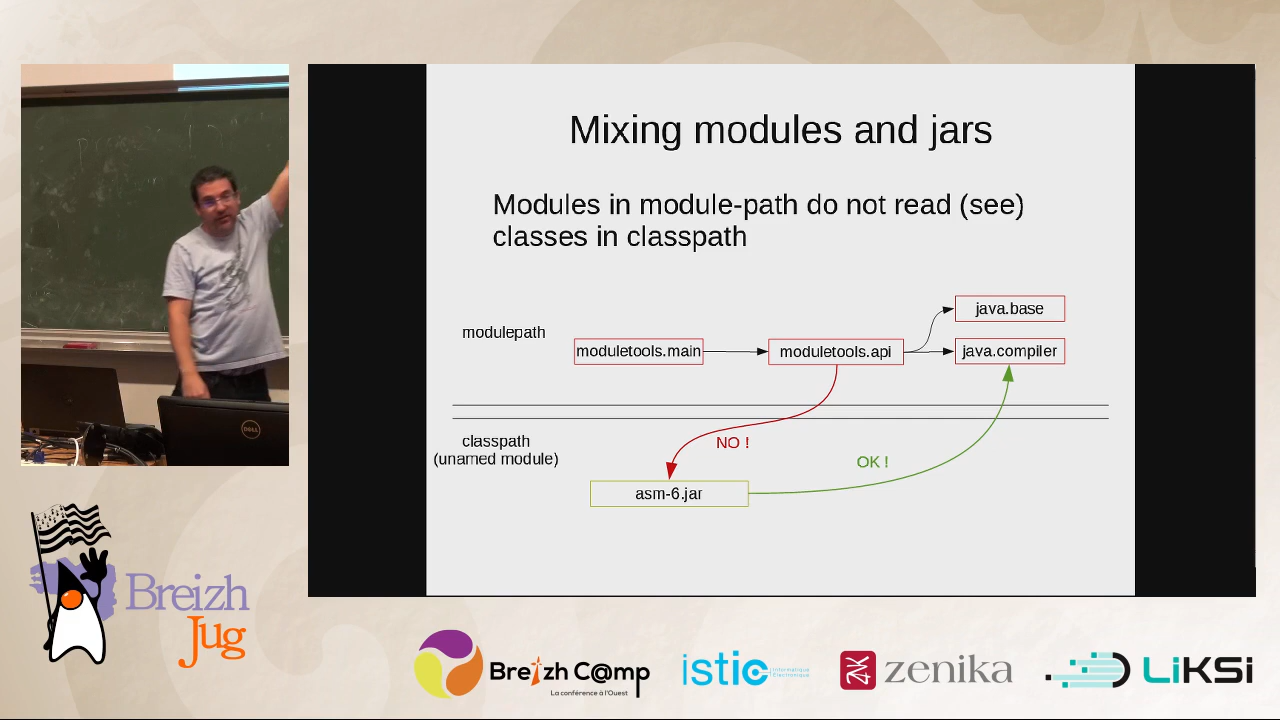 Mixing modules and jars
Modules in module-path do not read (see)
classes in classpath
java.base
modulepath
moduletools.main
moduletools.api
java.compiler
classpath
(unamed module)
NO !
OK !
asm-6.jar
DELL
Breizh
Jug
Breizh C@mp
La conférence à l'Ouest
istic
Informatique
Électronique
zenika
LiKSi